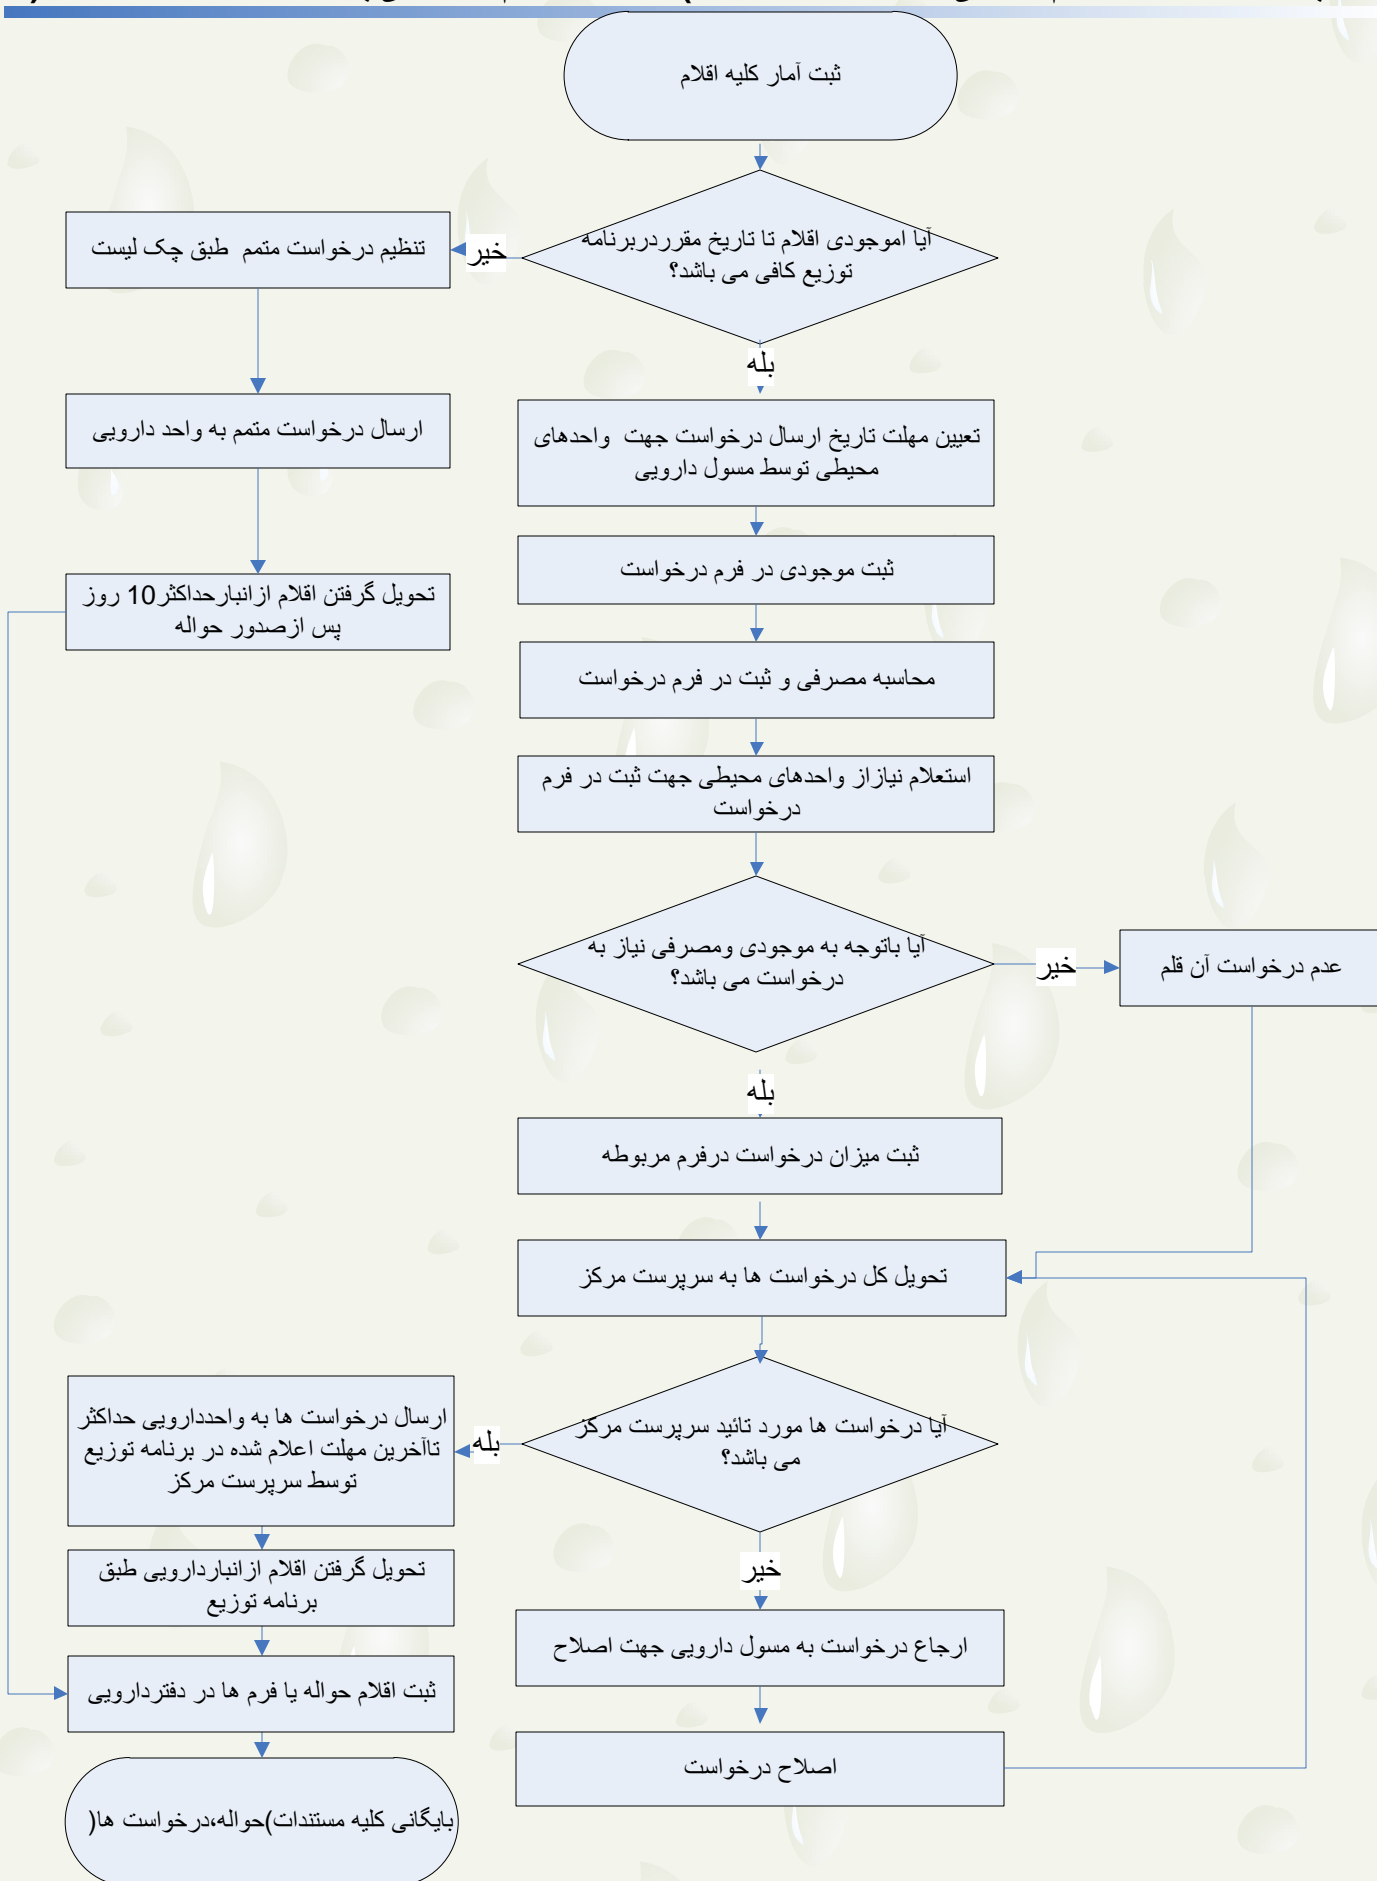 ثبت آمار کلیه اقلام
آیا اموجودی اقلام تا تاریخ مقرردربرنامه
توزیع کافی می باشد؟
خیر
تنظیم درخواست متمم طبق چک لیست
بله
ارسال درخواست متمم به واحد دارویی
تعیین مهلت تاریخ ارسال درخواست جهت واحدهای
محیطی توسط مسول دارویی
ثبت موجودی در فرم درخواست
تحویل گرفتن اقلام ازانبارحداکثر10 روز
پس ازصدور حواله
محاسبه مصرفی و ثبت در فرم درخواست
استعلام نیازاز واحدهای محیطی جهت ثبت در فرم
درخواست
آیا باتوجه به موجودی ومصرفی نیاز به
درخواست می باشد؟
خیر
عدم درخواست آن قلم
بله
ثبت میزان درخواست درفرم مربوطه
تحویل کل درخواست ها به سرپرست مرکز
آیا درخواست ها مورد تائید سرپرست مرکز
می باشد؟
بله
ارسال درخواست ها به واحددارویی حداکثر
تاآخرین مهلت اعلام شده در برنامه توزیع
توسط سرپرست مرکز
خیر
تحویل گرفتن اقلام ازانباردارویی طبق
برنامه توزیع
ارجاع درخواست به مسول دارویی جهت اصلاح
ثبت اقلام حواله یا فرم ها در دفتردارویی
اصلاح درخواست
بایگانی کلیه مستندات)حواله،درخواست ها(